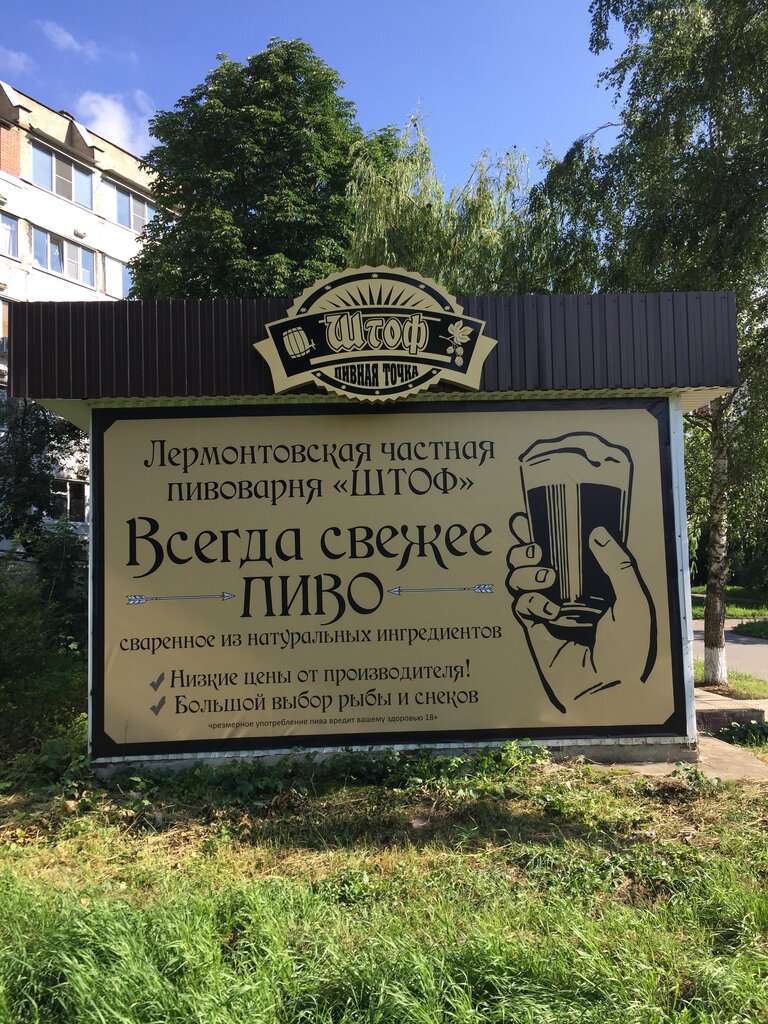 Штоф
ПИВНАЯ ТОЧКА
Лермонтовская частная
пивоварня «ШТОФ»
Всегда свежее
ПИВО
сваренное из натуральных ингредиентов
Низкие цены от производителя!
Большой выбор рыбы и снеков
чрезмерное употребление пива вредит вашему здоровью 18+